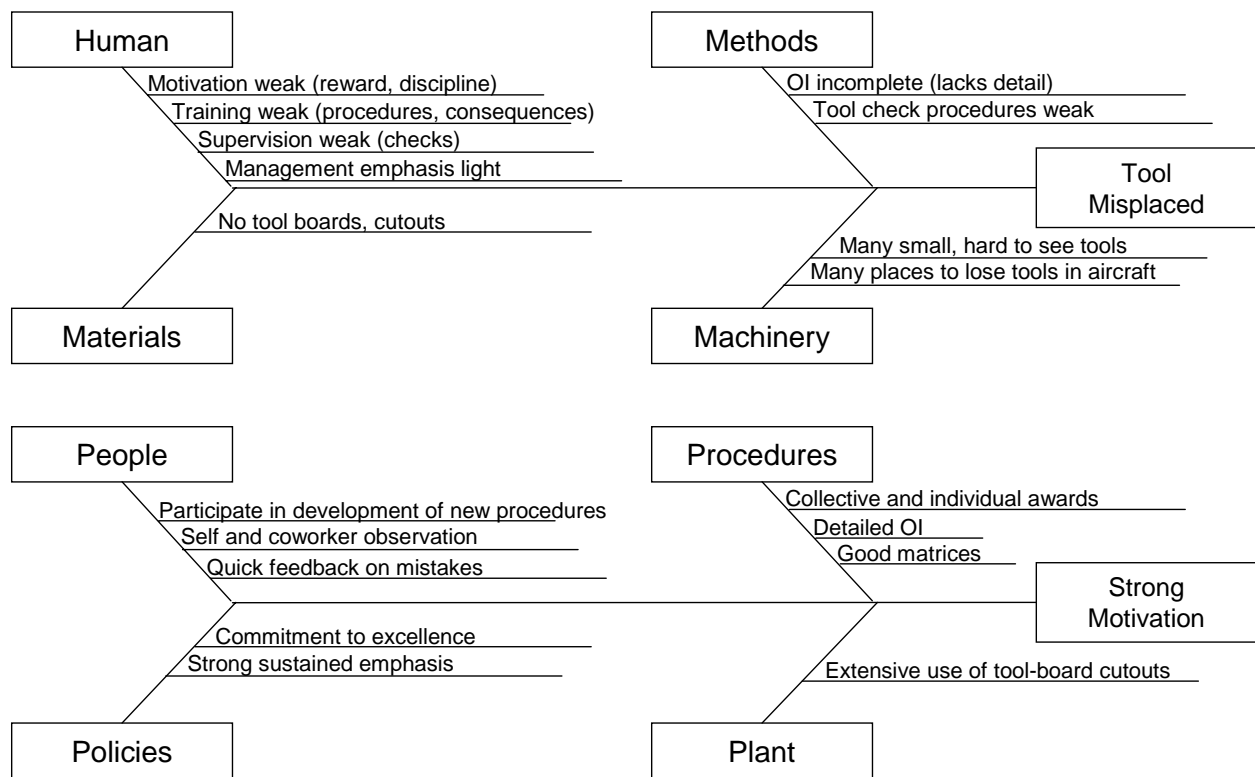 Human
Methods
Motivation weak (reward, discipline)
Training weak (procedures, consequences)
Supervision weak (checks)
Management emphasis light
OI incomplete (lacks detail)
Tool check procedures weak
Tool
Misplaced
No tool boards, cutouts
Many small, hard to see tools
Many places to lose tools in aircraft
Materials
Machinery
People
Procedures
Participate in development of new procedures
Self and coworker observation
Quick feedback on mistakes
Collective and individual awards
Detailed OI
Good matrices
Strong
Motivation
Commitment to excellence
Strong sustained emphasis
Extensive use of tool-board cutouts
Policies
Plant